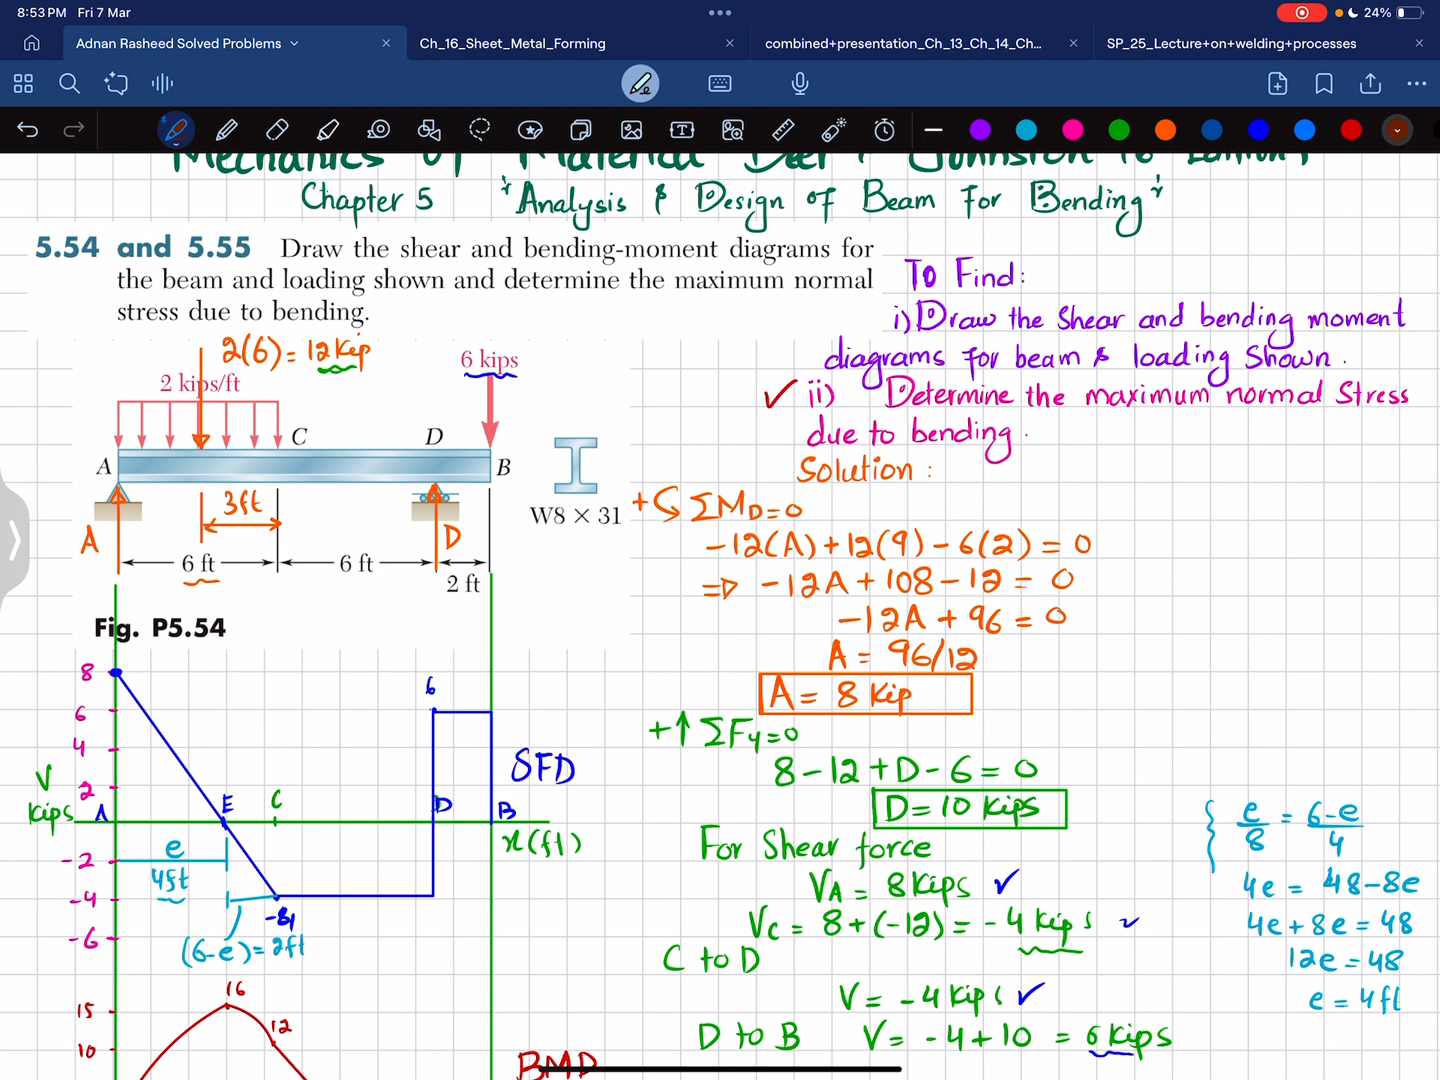 8:53 PM Fri 7 Mar
24%
Adnan Rasheed Solved Problems
Ch_16_Sheet_Metal_Forming
combined+presentation_Ch_13_Ch_14_Ch...
SP_25_Lecture+on+welding+processes
Chapter 5 "Analysis & Design of Beam for Bending"
5.54 and 5.55 Draw the shear and bending-moment diagrams for
the beam and loading shown and determine the maximum normal
stress due to bending.
2(6) = 12 Kip
2 kips/ft
6 kips
A
C
D
B
W8 × 31
3ft
A
D
6 ft
6 ft
2 ft
Fig. P5.54
To Find:
i) Draw the Shear and bending moment
diagrams for beam & loading Shown.
✓ ii) Determine the maximum normal Stress
due to bending.
Solution :
+ ΣM_D = 0
-12(A) + 12(9) - 6(2) = 0
⇒ -12A + 108 - 12 = 0
-12A + 96 = 0
A = 96/12
A = 8 Kip
+↑ ΣFy = 0
8 - 12 + D - 6 = 0
D = 10 Kips
For Shear force
V_A = 8 Kips ✓
V_C = 8 + (-12) = -4 Kips ✓
C to D
V = -4 Kips ✓
D to B V = -4 + 10 = 6 Kips
e/8 = 6-e/4
4e = 48 - 8e
4e + 8e = 48
12e = 48
e = 4ft
8
6
4
2
-2
-4
-6
V
Kips
A
E
C
D
B
6
SFD
x(ft)
e
4ft
(6-e) = 2ft
15
10
16
12
BMD